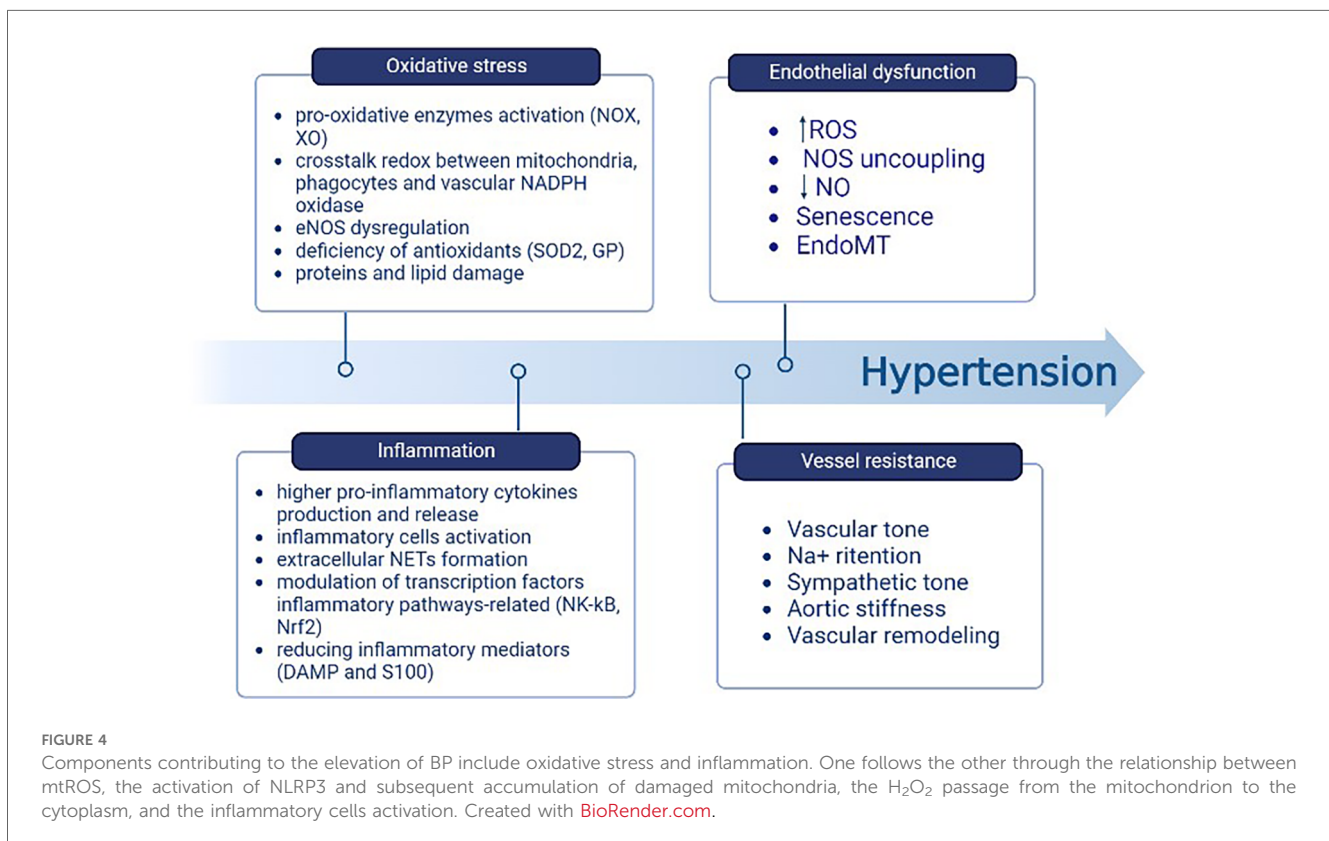 Oxidative stress
• pro-oxidative enzymes activation (NOX,
XO)
• crosstalk redox between mitochondria,
phagocytes and vascular NADPH
oxidase
• eNOS dysregulation
• deficiency of antioxidants (SOD2, GP)
• proteins and lipid damage
Endothelial dysfunction
• ↑ROS
• NOS uncoupling
• ↓ NO
• Senescence
• EndoMT
Hypertension
Inflammation
• higher pro-inflammatory cytokines
production and release
• inflammatory cells activation
• extracellular NETs formation
• modulation of transcription factors
inflammatory pathways-related (NK-kB,
Nrf2)
• reducing inflammatory mediators
(DAMP and S100)
Vessel resistance
• Vascular tone
• Na+ ritention
• Sympathetic tone
• Aortic stiffness
• Vascular remodeling
FIGURE 4
Components contributing to the elevation of BP include oxidative stress and inflammation. One follows the other through the relationship between
mtROS, the activation of NLRP3 and subsequent accumulation of damaged mitochondria, the H₂O₂ passage from the mitochondrion to the
cytoplasm, and the inflammatory cells activation. Created with BioRender.com.